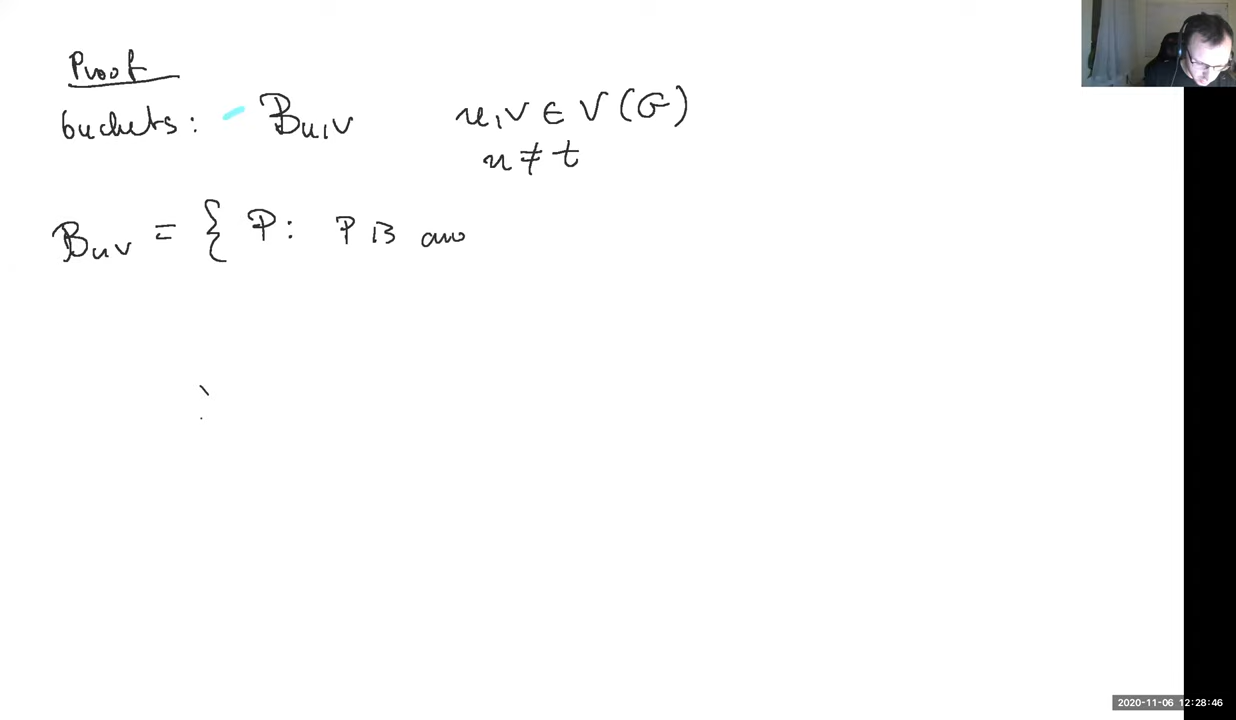 Proof
buckets: B_{u,v} u,v ∈ V(G)
u ≠ t
B_{uv} = { P: P is an
2020-11-06 12:28:46